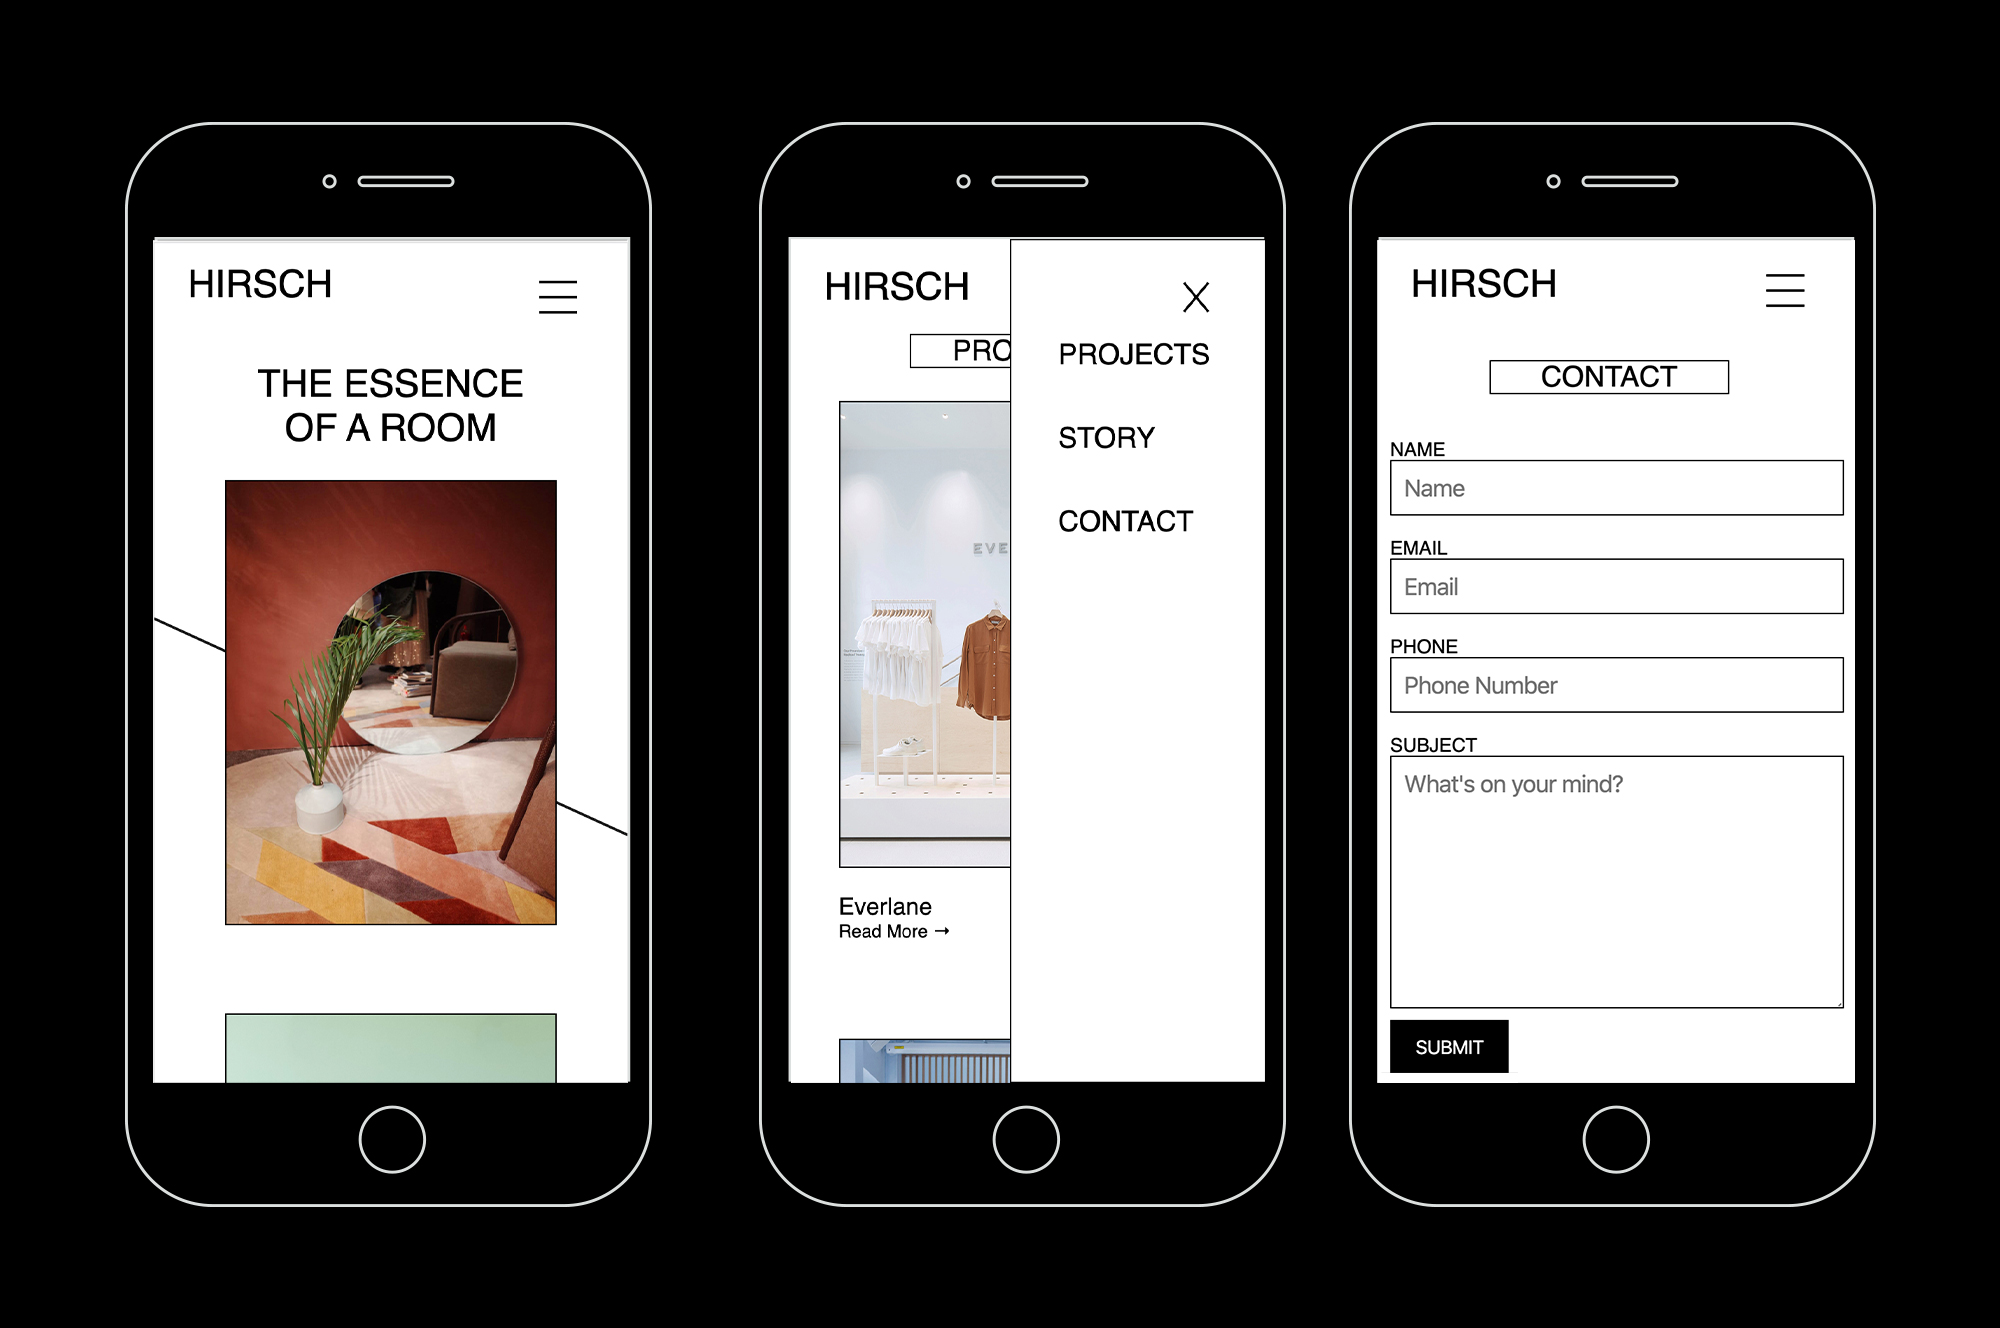 HIRSCH
THE ESSENCE
OF A ROOM
HIRSCH
PRO
EVE
Everlane
Read More →
X
PROJECTS
STORY
CONTACT
HIRSCH
CONTACT
NAME
Name
EMAIL
Email
PHONE
Phone Number
SUBJECT
What's on your mind?
SUBMIT